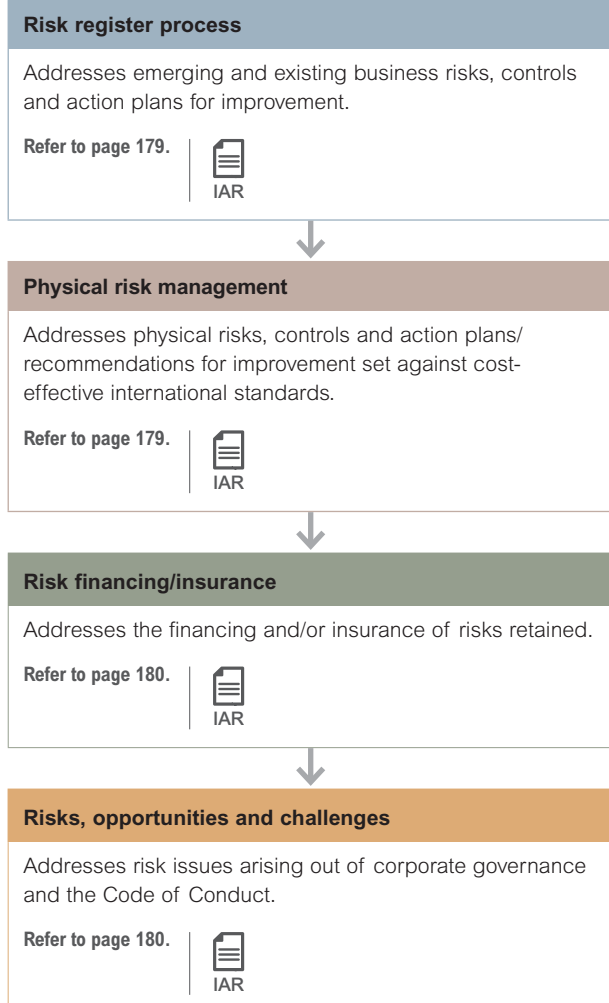 Risk register process
Addresses emerging and existing business risks, controls
and action plans for improvement.
Refer to page 179.
IAR
Physical risk management
Addresses physical risks, controls and action plans/
recommendations for improvement set against cost-
effective international standards.
Refer to page 179.
IAR
Risk financing/insurance
Addresses the financing and/or insurance of risks retained.
Refer to page 180.
IAR
Risks, opportunities and challenges
Addresses risk issues arising out of corporate governance
and the Code of Conduct.
Refer to page 180.
IAR